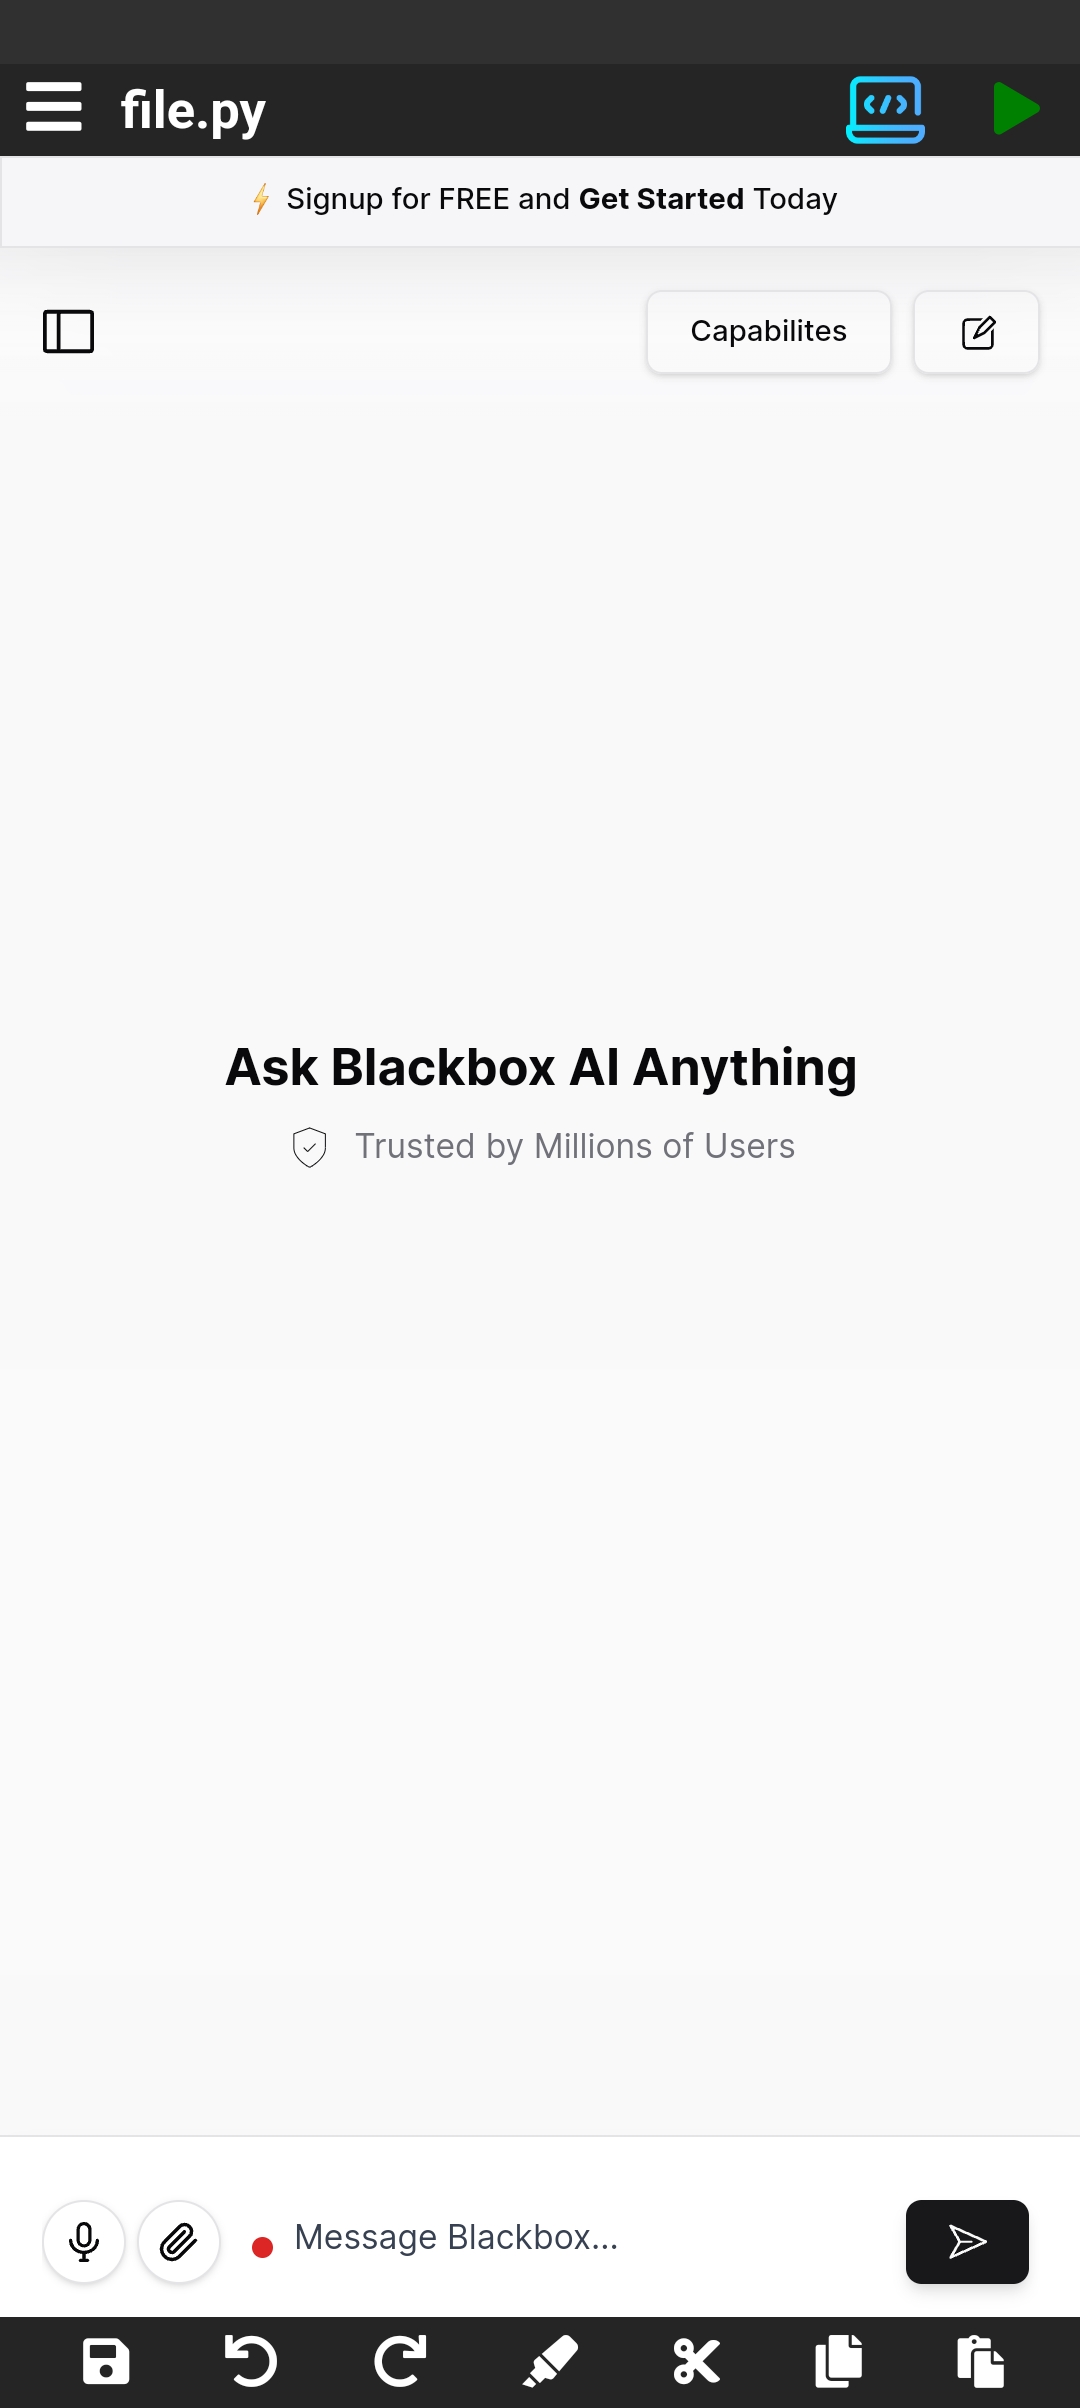 file.py
⚡ Signup for FREE and Get Started Today
Capabilites
Ask Blackbox AI Anything
Trusted by Millions of Users
Message Blackbox...